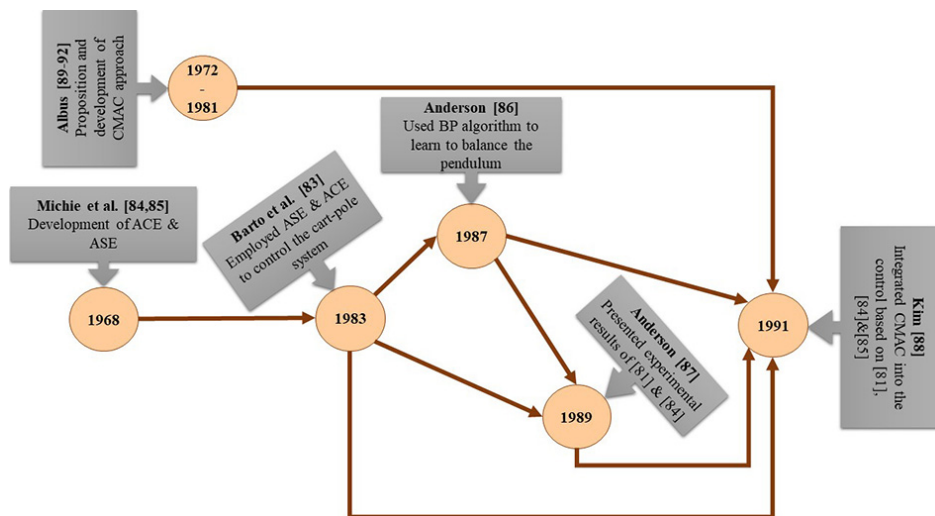 Albus [89-92]
Proposition and
development of
CMAC approach
1972
-
1981
Anderson [86]
Used BP algorithm to
learn to balance the
pendulum
Michie et al. [84,85]
Development of ACE &
ASE
Barto et al. [83]
Employed ASE & ACE
to control the cart-pole
system
1987
1968
1983
1991
Kim [88]
Integrated CMAC into the
control based on [81],
[84]&[85]
Anderson [87]
Presented experimental
results of [81] & [84]
1989